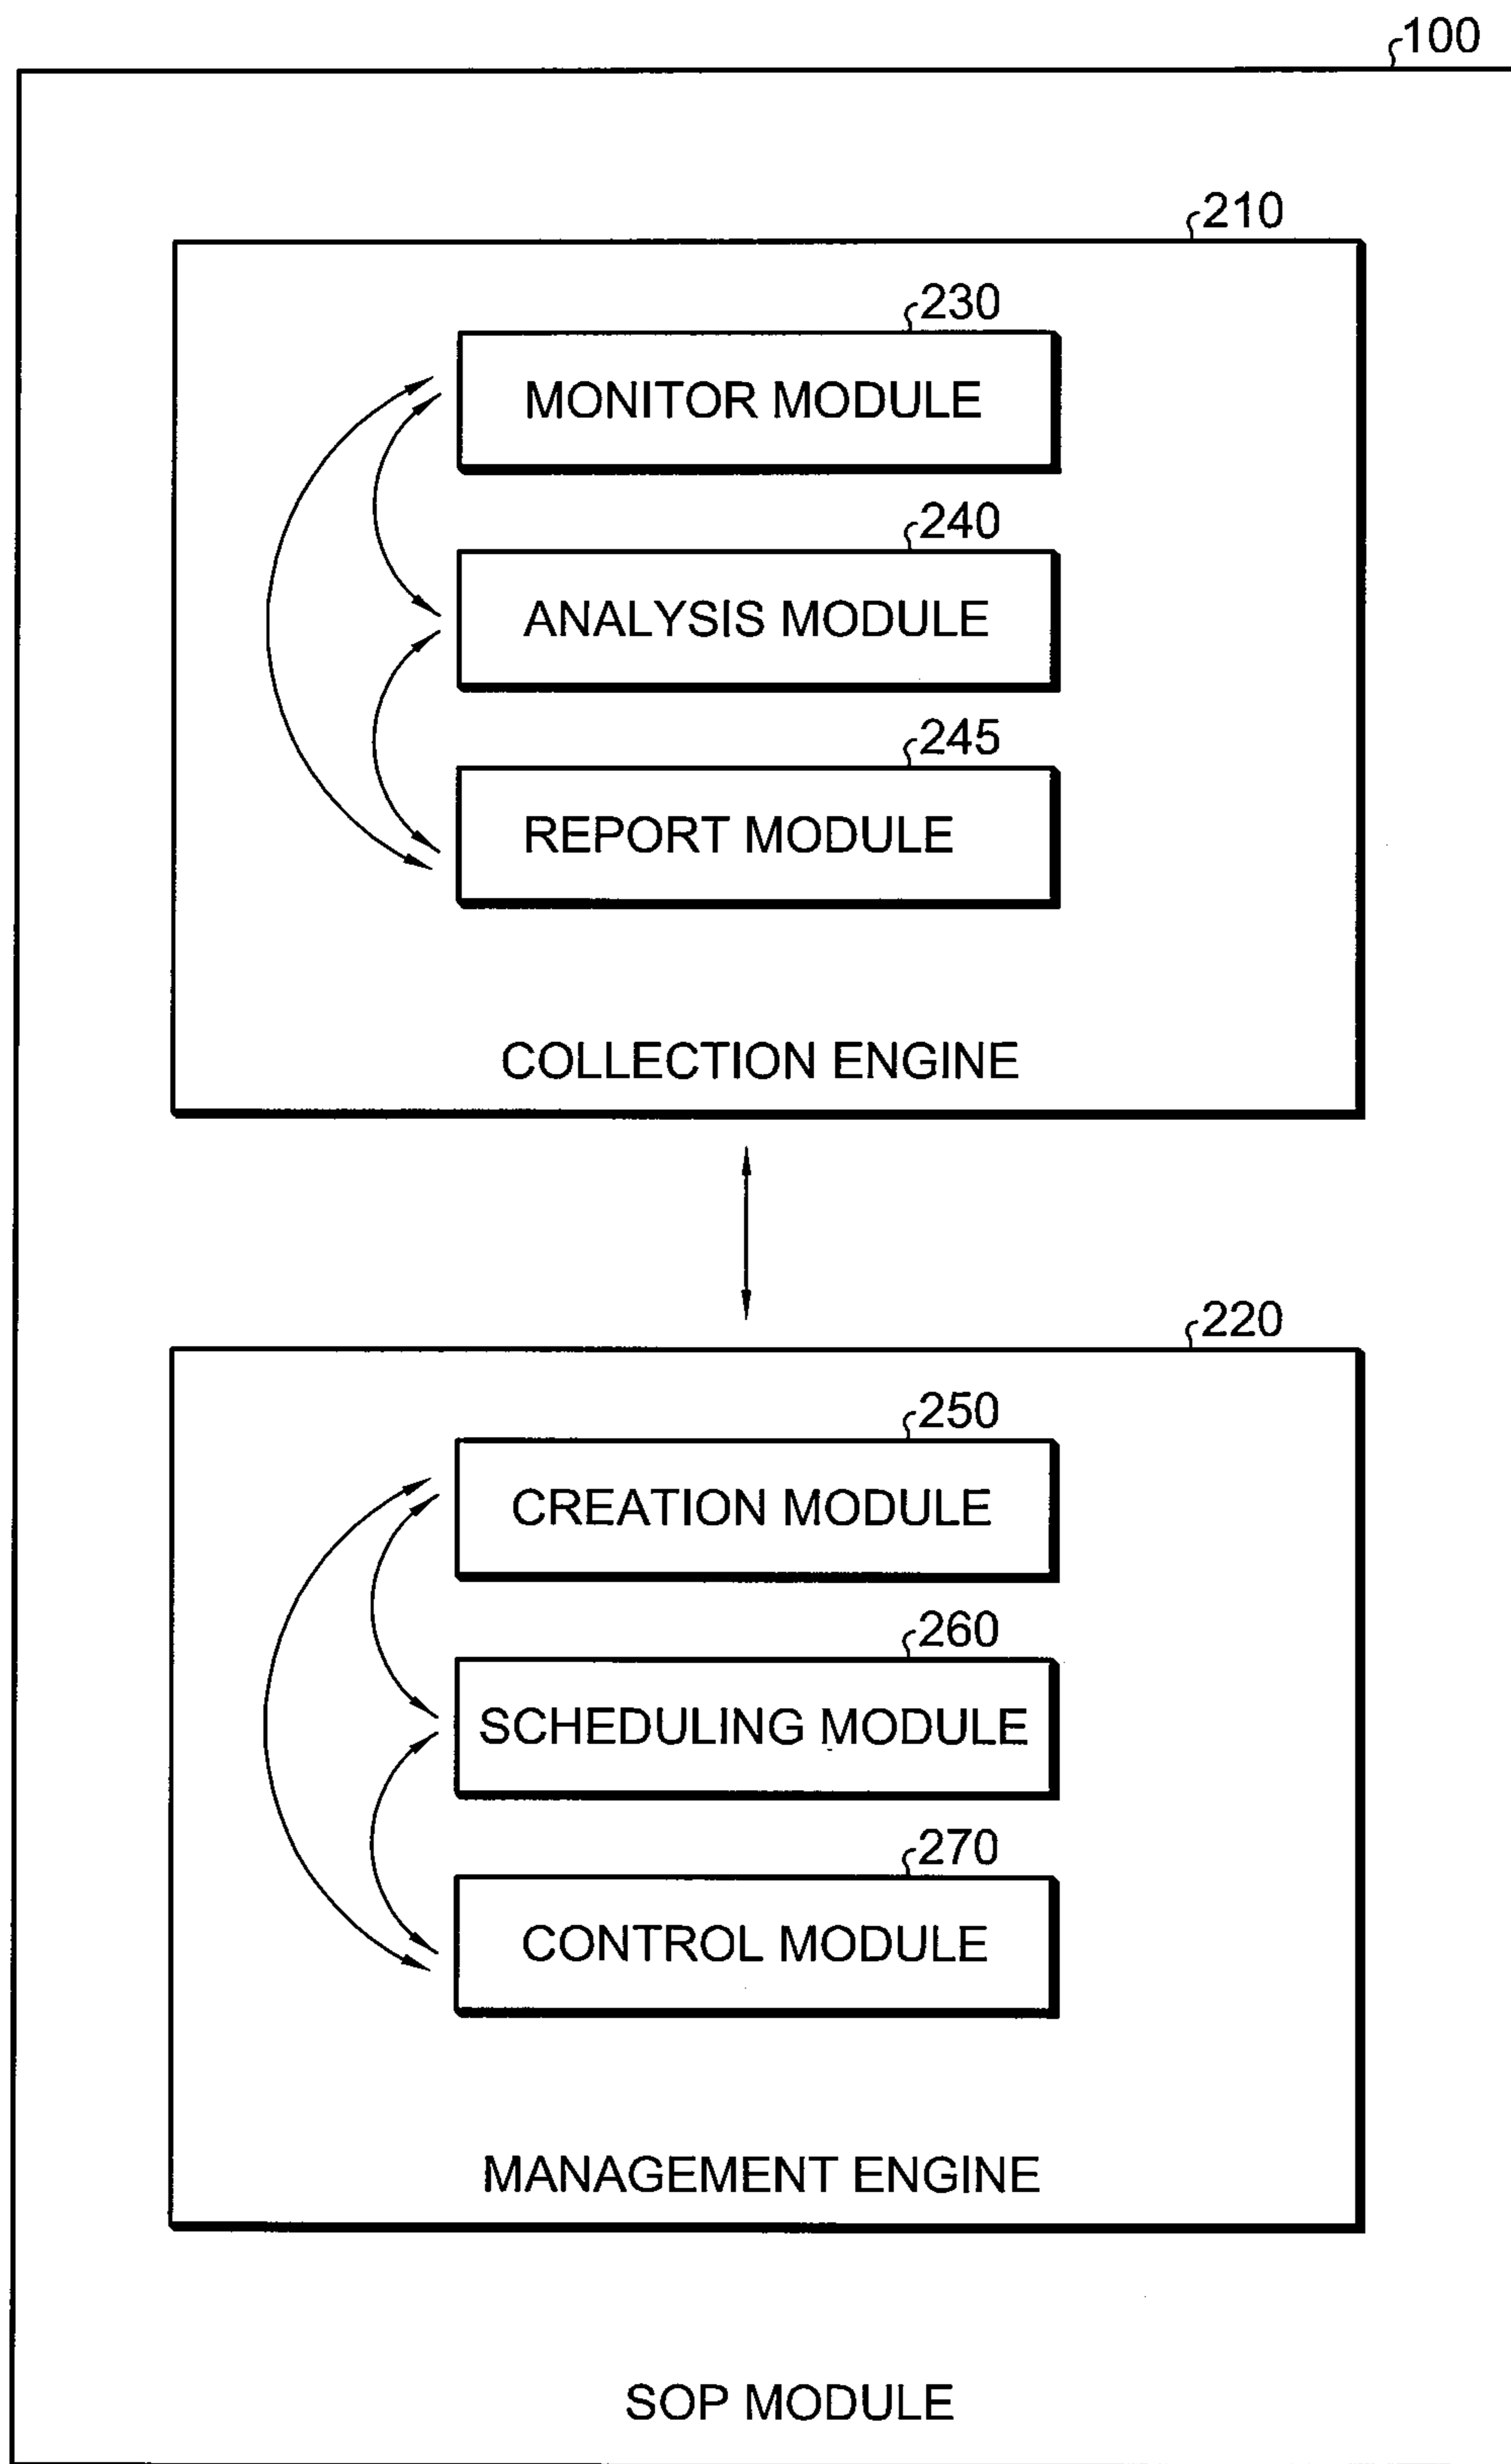 100
210
230
MONITOR MODULE
240
ANALYSIS MODULE
245
REPORT MODULE
COLLECTION ENGINE
220
250
CREATION MODULE
260
SCHEDULING MODULE
270
CONTROL MODULE
MANAGEMENT ENGINE
SOP MODULE